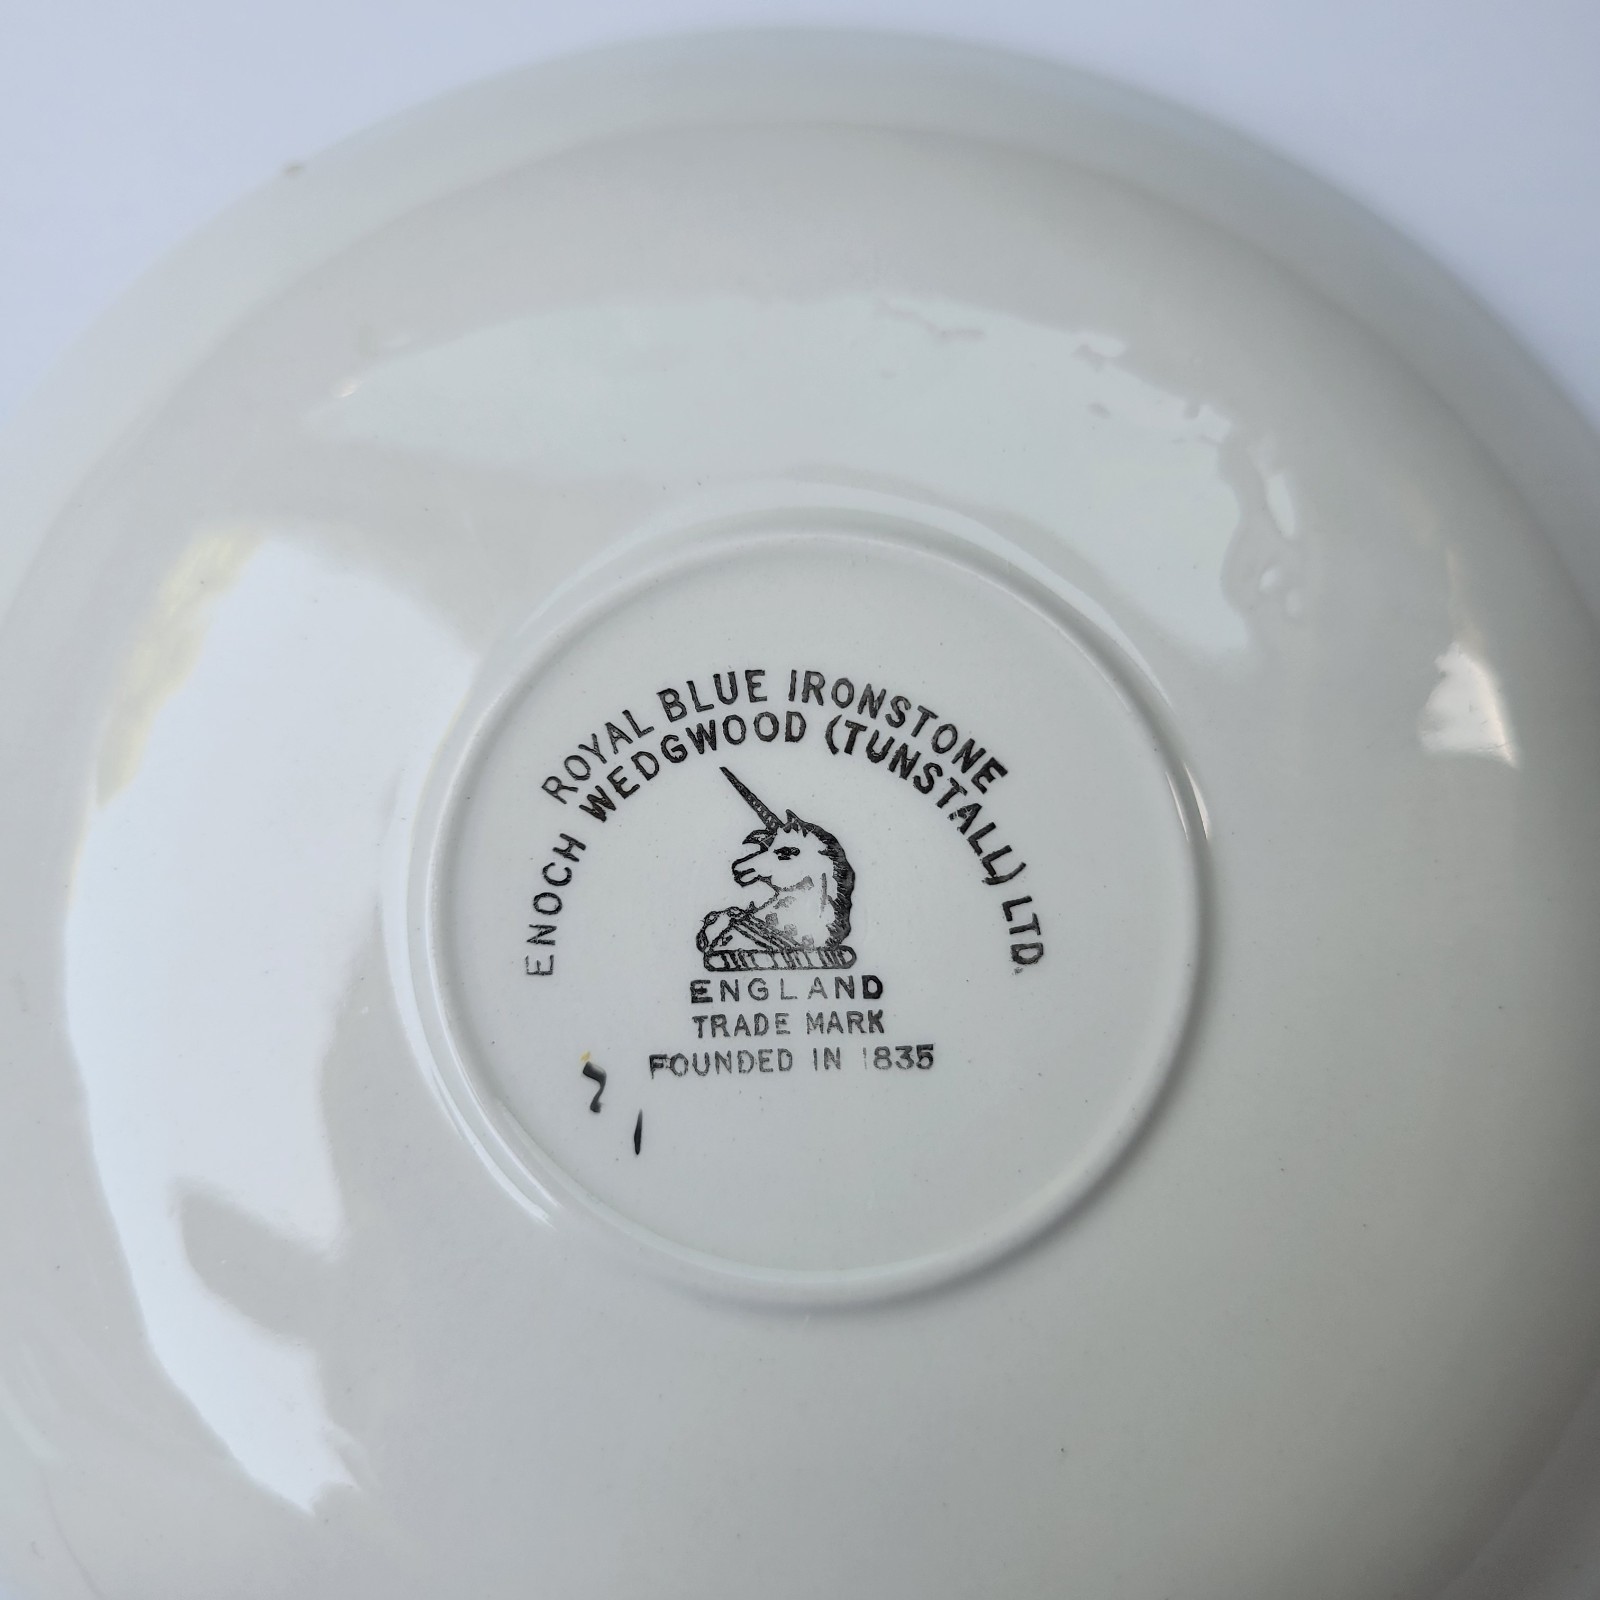 ROYAL BLUE IRONSTONE
ENOCH WEDGWOOD (TUNSTALL) LTD.
ENGLAND
TRADE MARK
FOUNDED IN 1835